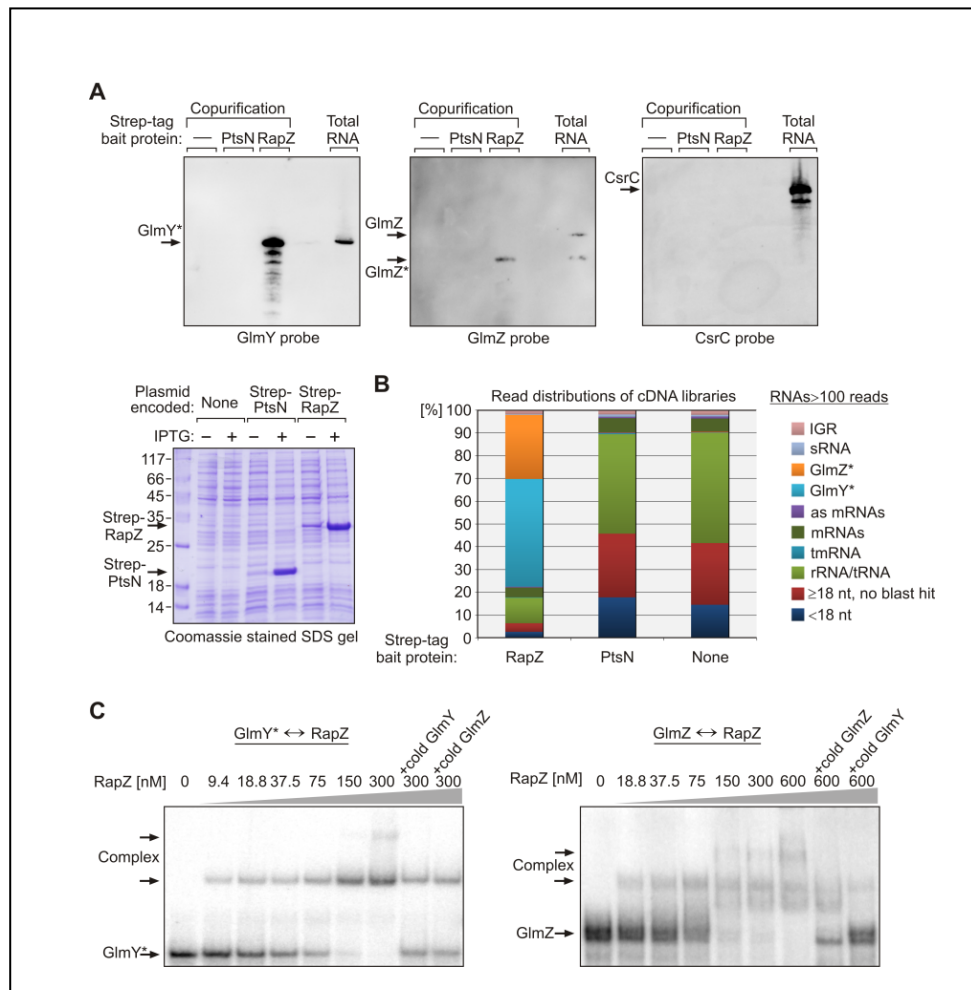 A
Copurification Copurification Copurification
Strep-tag Total Total Total
bait protein: — PtsN RapZ RNA — PtsN RapZ RNA — PtsN RapZ RNA
CsrC
GlmY*
GlmZ
GlmZ*
GlmY probe GlmZ probe CsrC probe
Plasmid encoded: None Strep-PtsN Strep-RapZ
IPTG: – + – + – +
117
66
45
35
Strep-RapZ
25
Strep-PtsN
18
14
Coomassie stained SDS gel
B
Read distributions of cDNA libraries
[%]
100
90
80
70
60
50
40
30
20
10
0
Strep-tag bait protein: RapZ PtsN None
RNAs>100 reads
IGR
sRNA
GlmZ*
GlmY*
as mRNAs
mRNAs
tmRNA
rRNA/tRNA
≥18 nt, no blast hit
<18 nt
C
GlmY* ↔ RapZ
+cold GlmY
+cold GlmZ
RapZ [nM] 0 9.4 18.8 37.5 75 150 300 300 300
Complex
GlmY*
GlmZ ↔ RapZ
+cold GlmZ
+cold GlmY
RapZ [nM] 0 18.8 37.5 75 150 300 600 600 600
Complex
GlmZ